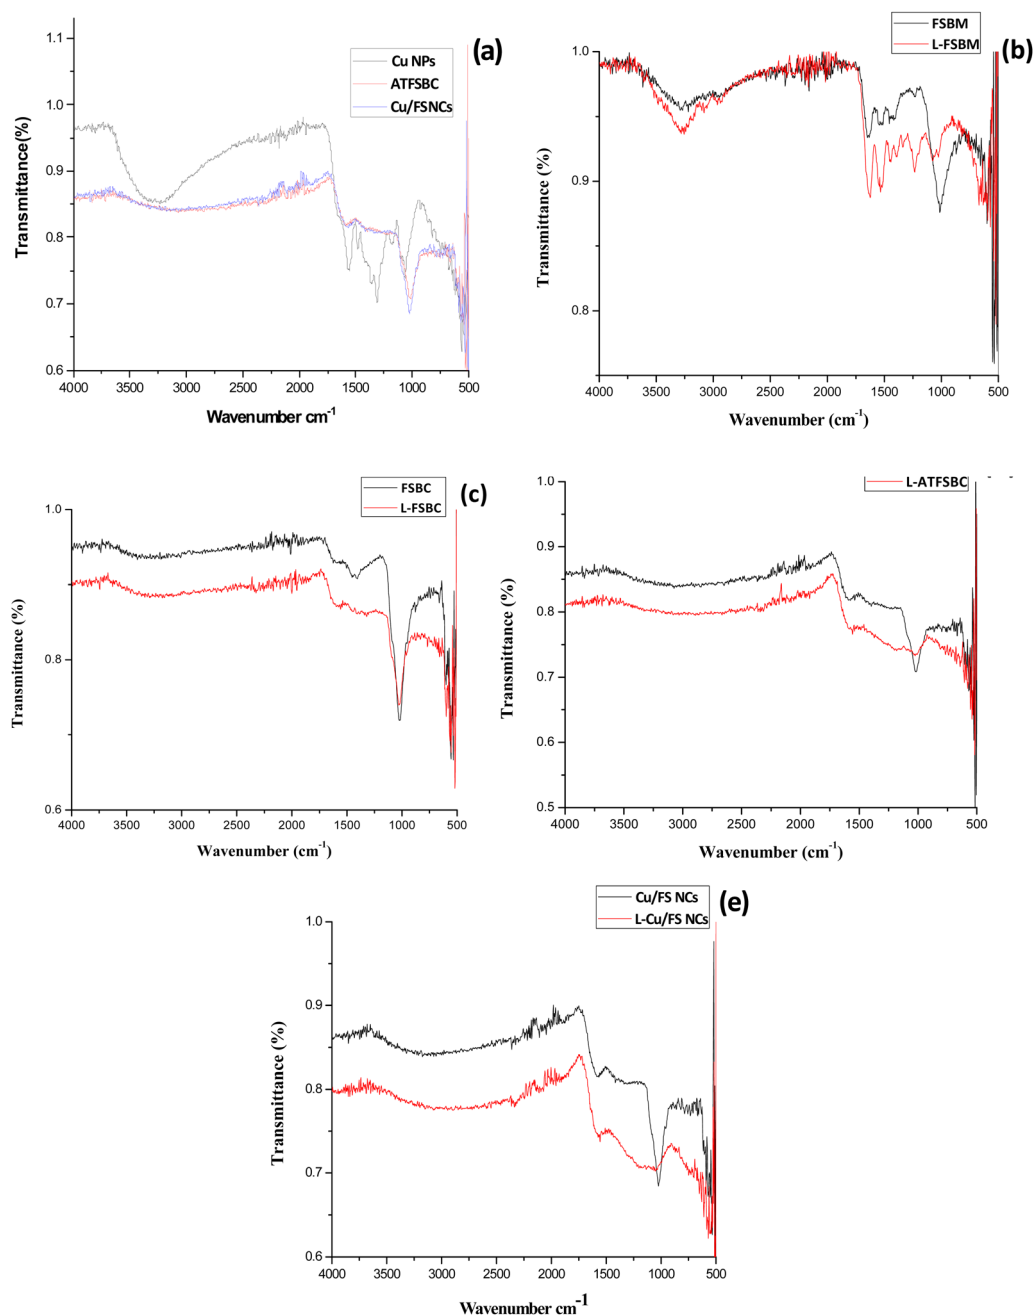 (a)
Cu NPs
ATFSBC
Cu/FSNCs
Transmittance(%)
1.1
1.0
0.9
0.8
0.7
0.6
4000 3500 3000 2500 2000 1500 1000 500
Wavenumber cm-1
(b)
FSBM
L-FSBM
Transmittance (%)
1.0
0.9
0.8
4000 3500 3000 2500 2000 1500 1000 500
Wavenumber (cm-1)
(c)
FSBC
L-FSBC
Transmittance (%)
1.0
0.8
0.6
4000 3500 3000 2500 2000 1500 1000 500
Wavenumber (cm-1)
L-ATFSBC
Transmittance (%)
1.0
0.9
0.8
0.7
0.6
0.5
4000 3500 3000 2500 2000 1500 1000 500
Wavenumber (cm-1)
(e)
Cu/FS NCs
L-Cu/FS NCs
Transmittance (%)
1.0
0.9
0.8
0.7
0.6
4000 3500 3000 2500 2000 1500 1000 500
Wavenumber cm-1